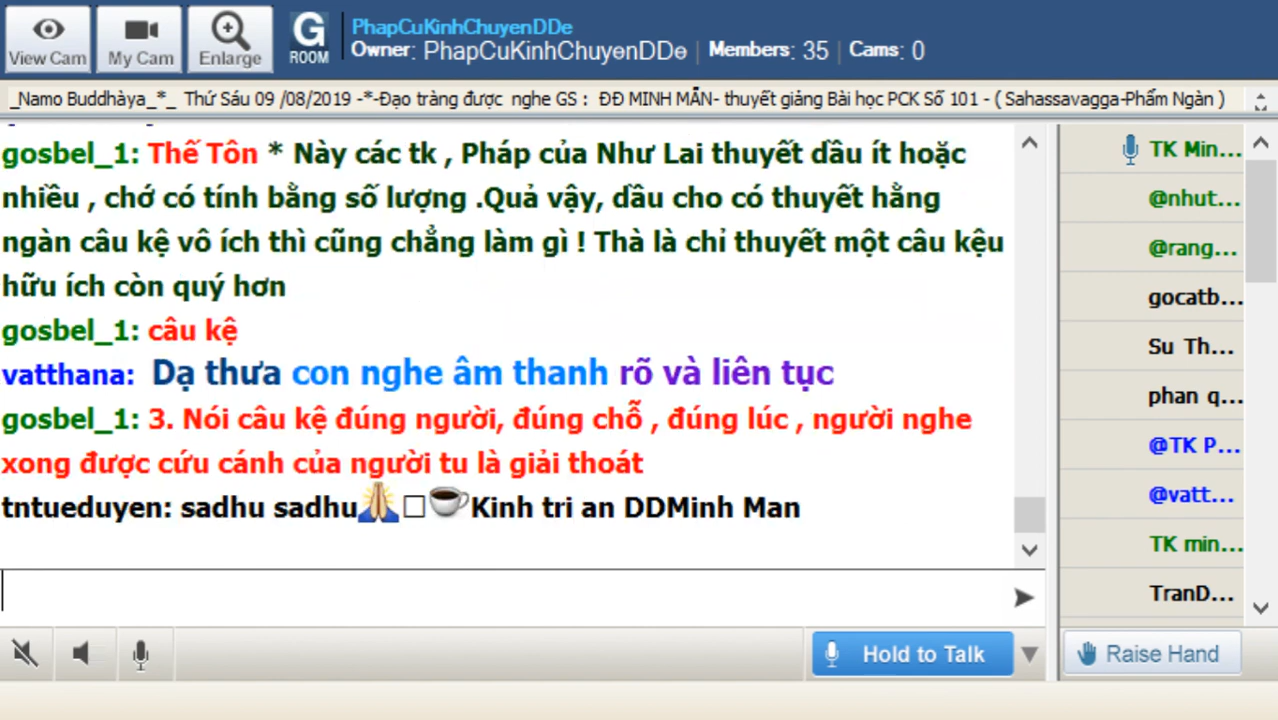 PhapCuKinhChuyenDDe
View Cam My Cam Enlarge G ROOM Owner: PhapCuKinhChuyenDDe | Members: 35 | Cams: 0
_Namo Buddhàya_*_ Thứ Sáu 09 /08/2019 -*-Đạo tràng được nghe GS : ĐĐ MINH MẪN- thuyết giảng Bài học PCK Số 101 - ( Sahassavagga-Phẩm Ngàn )
gosbel_1: Thế Tôn * Này các tk , Pháp của Như Lai thuyết dầu ít hoặc
nhiều , chớ có tính bằng số lượng .Quả vậy, dầu cho có thuyết hằng
ngàn câu kệ vô ích thì cũng chẳng làm gì ! Thà là chỉ thuyết một câu kệu
hữu ích còn quý hơn
gosbel_1: câu kệ
vatthana: Dạ thưa con nghe âm thanh rõ và liên tục
gosbel_1: 3. Nói câu kệ đúng người, đúng chỗ , đúng lúc , người nghe
xong được cứu cánh của người tu là giải thoát
tntueduyen: sadhu sadhu🙏□☕Kinh tri an DDMinh Man
TK Min...
@nhut...
@rang...
gocatb...
Su Th...
phan q...
@TK P...
@vatt...
TK min...
TranD...
Hold to Talk
Raise Hand